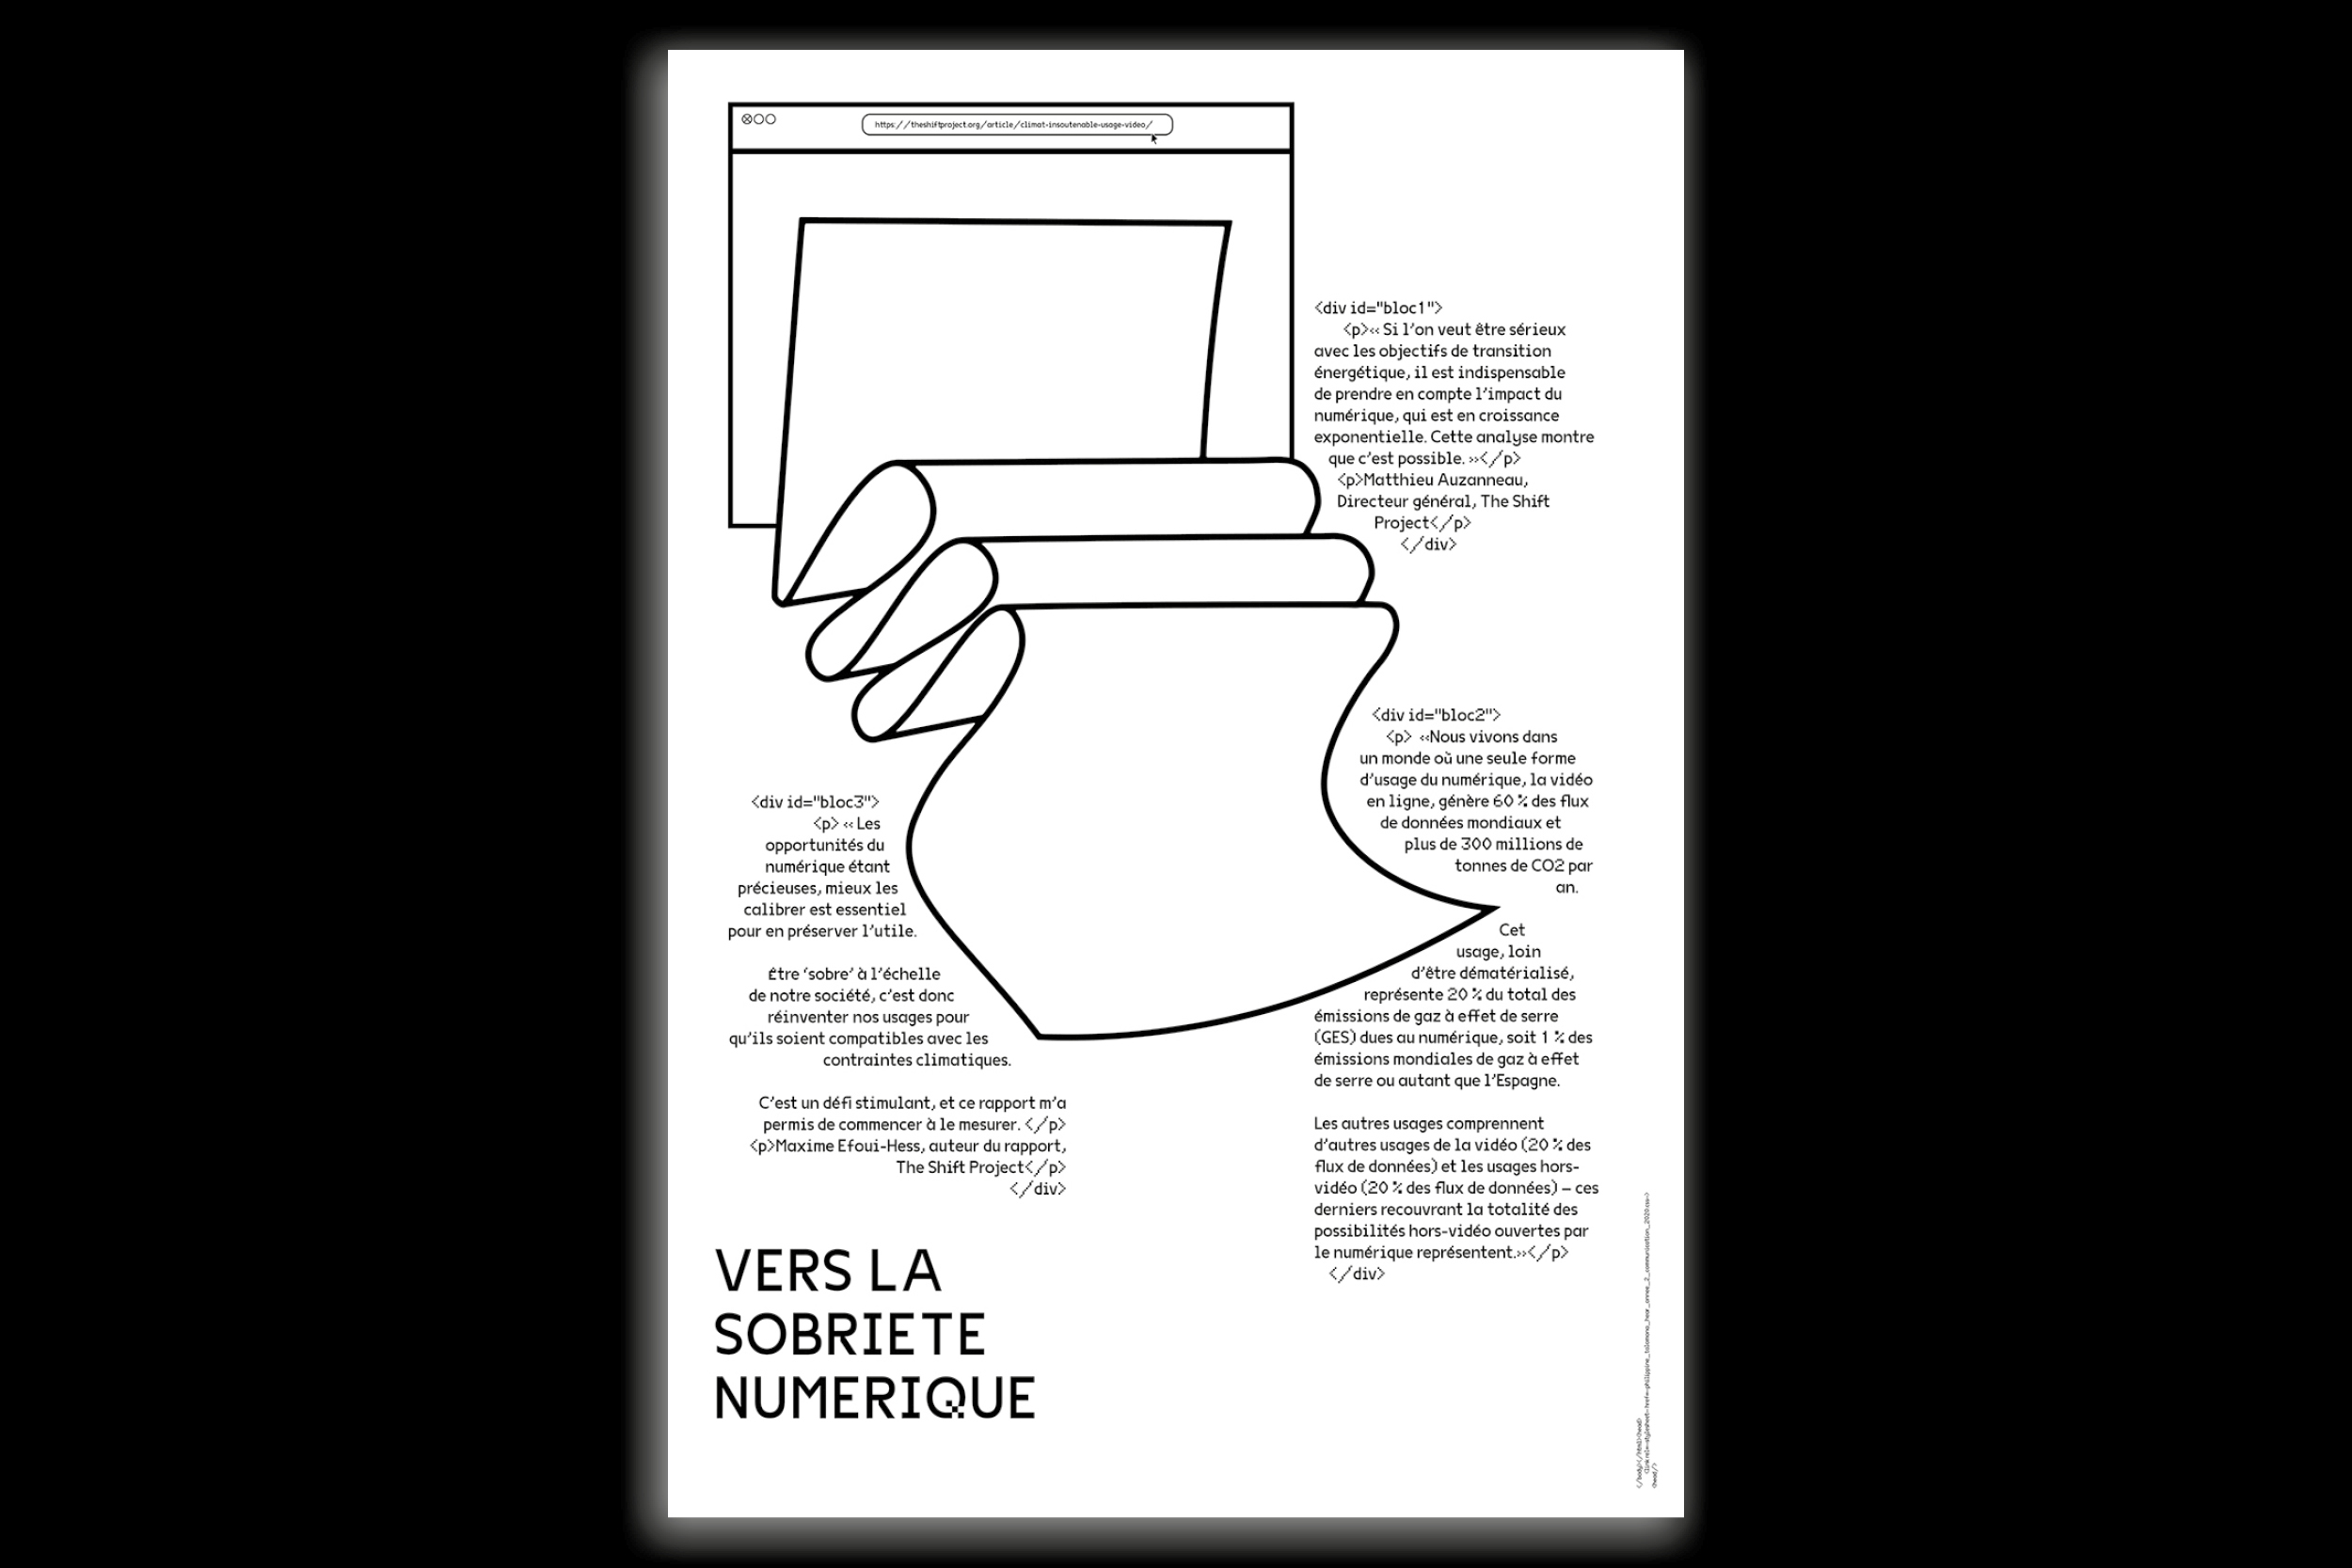 https://theshiftproject.org/article/climat-insoutenable-usage-video/
<div id="bloc1">
<p>‹‹ Si l'on veut être sérieux
avec les objectifs de transition
énergétique, il est indispensable
de prendre en compte l'impact du
numérique, qui est en croissance
exponentielle. Cette analyse montre
que c'est possible. ››</p>
<p>Matthieu Auzanneau,
Directeur général, The Shift
Project</p>
</div>
<div id="bloc2">
<p> ‹‹Nous vivons dans
un monde où une seule forme
d'usage du numérique, la vidéo
en ligne, génère 60 % des flux
de données mondiaux et
plus de 300 millions de
tonnes de CO2 par
an.
Cet
usage, loin
d'être dématérialisé,
représente 20 % du total des
émissions de gaz à effet de serre
(GES) dues au numérique, soit 1 % des
émissions mondiales de gaz à effet
de serre ou autant que l'Espagne.
Les autres usages comprennent
d'autres usages de la vidéo (20 % des
flux de données) et les usages hors-
vidéo (20 % des flux de données) – ces
derniers recouvrant la totalité des
possibilités hors-vidéo ouvertes par
le numérique représentent.››</p>
</div>
<div id="bloc3">
<p> ‹‹ Les
opportunités du
numérique étant
précieuses, mieux les
calibrer est essentiel
pour en préserver l'utile.
Être ‘sobre’ à l'échelle
de notre société, c'est donc
réinventer nos usages pour
qu'ils soient compatibles avec les
contraintes climatiques.
C'est un défi stimulant, et ce rapport m'a
permis de commencer à le mesurer. </p>
<p>Maxime Efoui-Hess, auteur du rapport,
The Shift Project</p>
</div>
VERS LA
SOBRIETE
NUMERIQUE